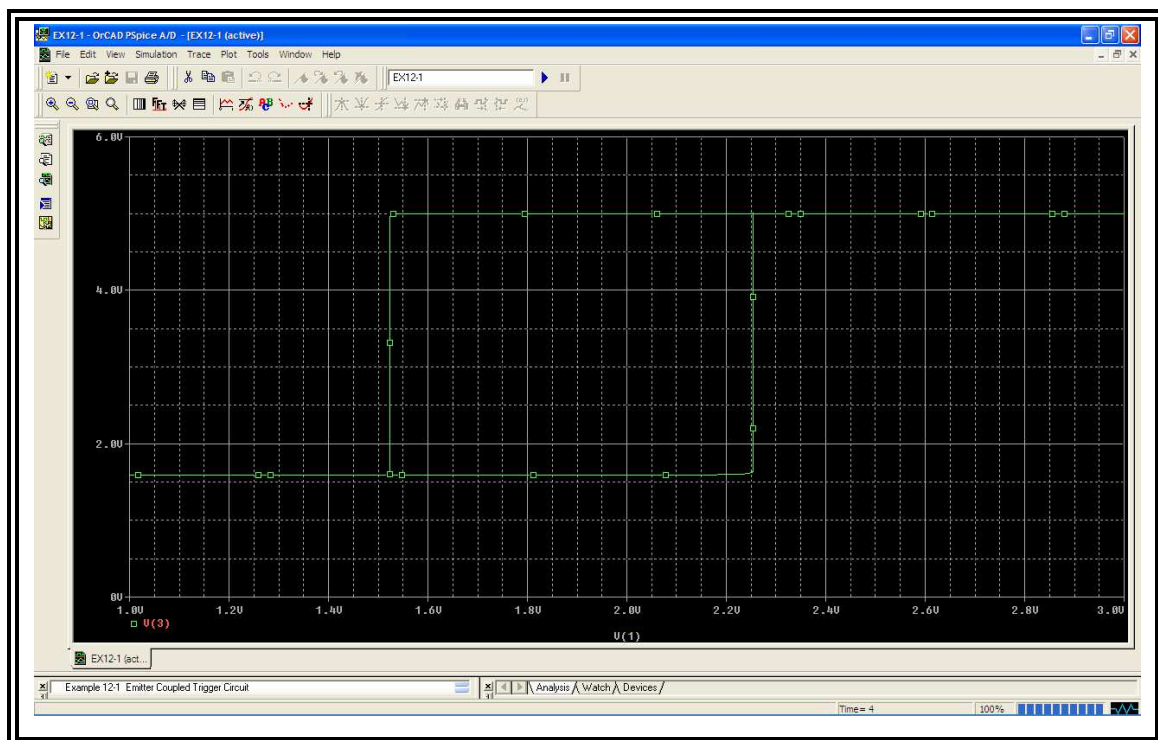 EX12-1 - OrCAD PSpice A/D - [EX12-1 (active)]
File Edit View Simulation Trace Plot Tools Window Help
EX12-1
6.0V
4.0V
2.0V
0V
1.0V 1.2V 1.4V 1.6V 1.8V 2.0V 2.2V 2.4V 2.6V 2.8V 3.0V
V(3)
V(1)
EX12-1 (act...
Example 12-1 Emitter Coupled Trigger Circuit
Analysis Watch Devices
Time= 4 100%